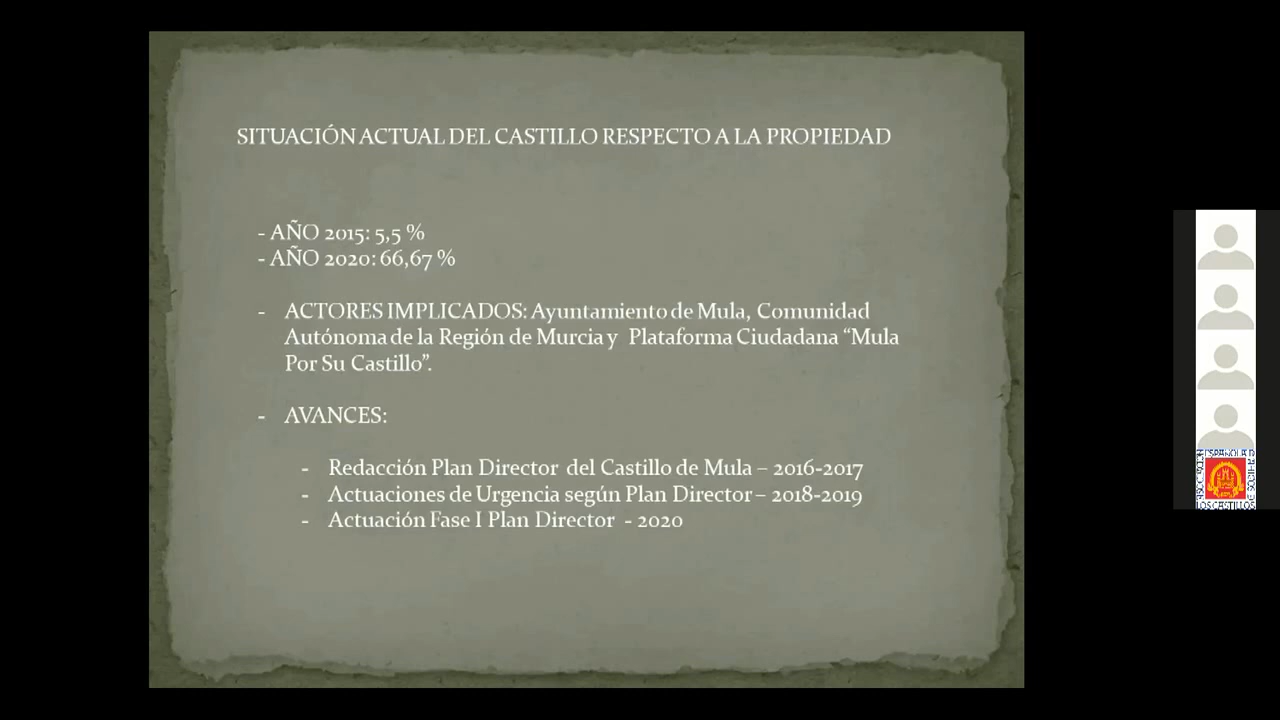 SITUACIÓN ACTUAL DEL CASTILLO RESPECTO A LA PROPIEDAD
- AÑO 2015: 5,5 %
- AÑO 2020: 66,67 %
- ACTORES IMPLICADOS: Ayuntamiento de Mula, Comunidad
Autónoma de la Región de Murcia y Plataforma Ciudadana “Mula
Por Su Castillo”.
- AVANCES:
- Redacción Plan Director del Castillo de Mula – 2016-2017
- Actuaciones de Urgencia según Plan Director – 2018-2019
- Actuación Fase I Plan Director - 2020